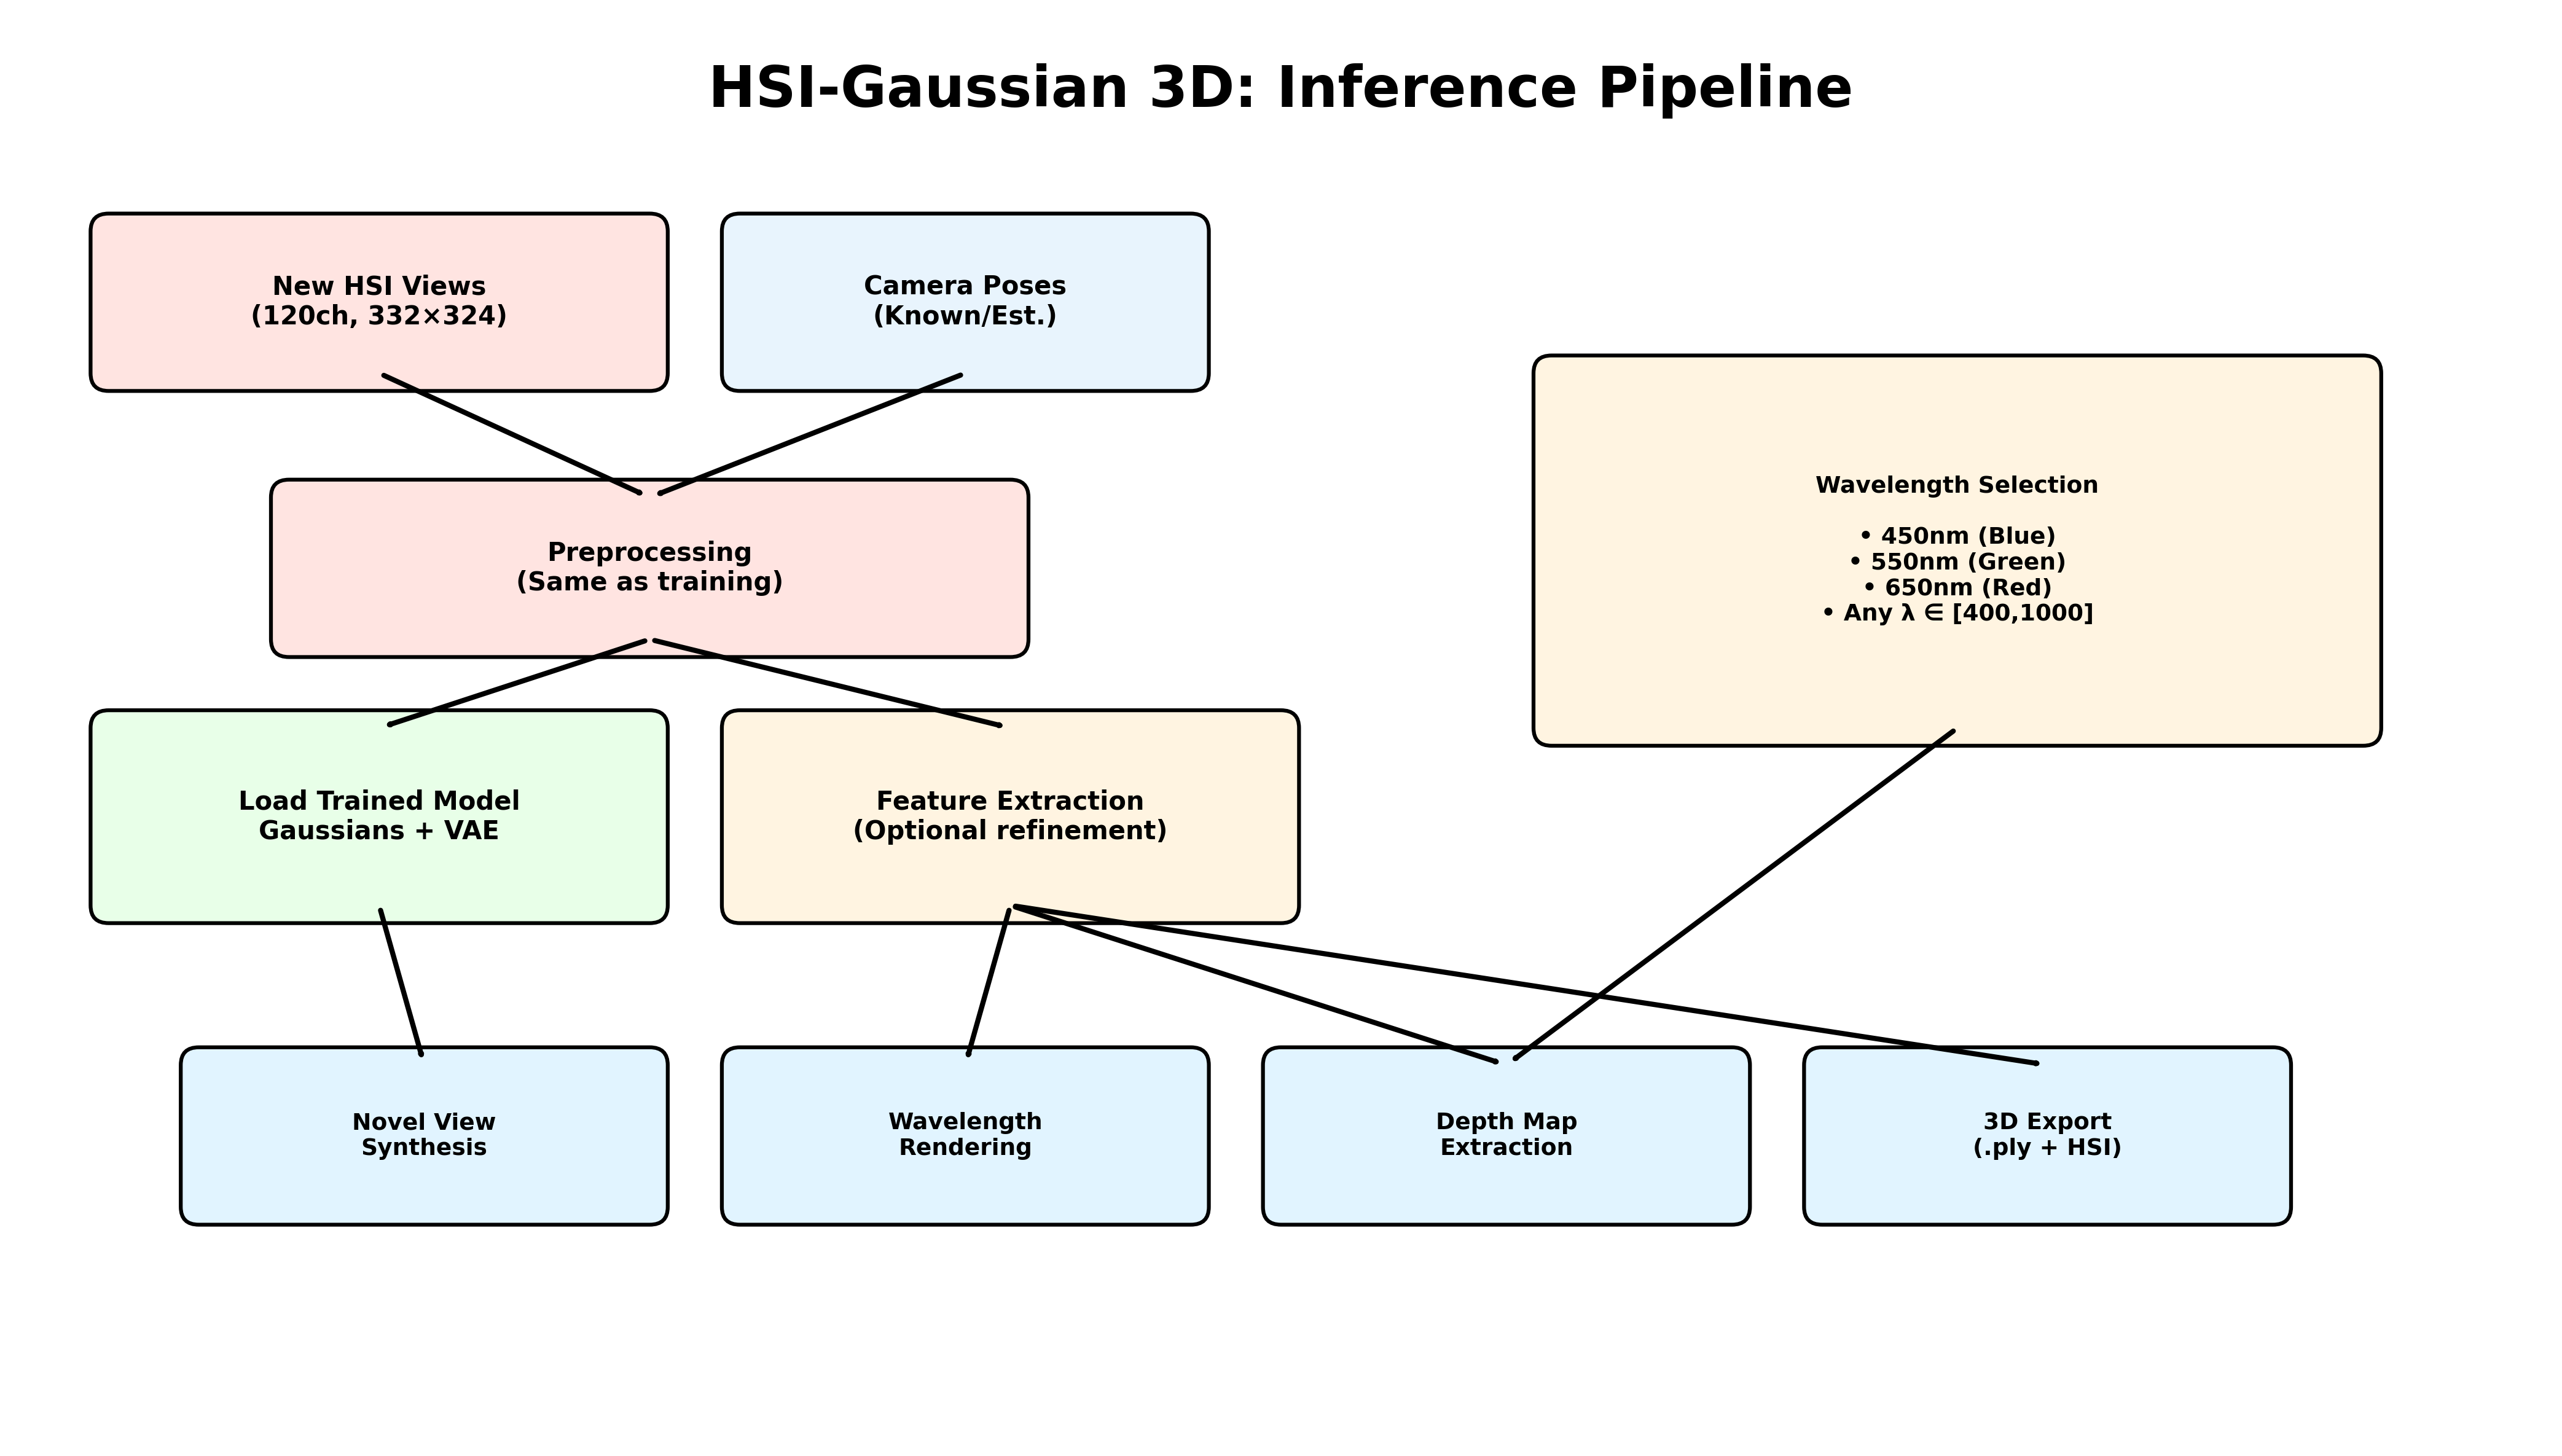 HSI-Gaussian 3D: Inference Pipeline
New HSI Views
(120ch, 332×324)
Camera Poses
(Known/Est.)
Wavelength Selection
• 450nm (Blue)
• 550nm (Green)
• 650nm (Red)
• Any λ ∈ [400,1000]
Preprocessing
(Same as training)
Load Trained Model
Gaussians + VAE
Feature Extraction
(Optional refinement)
Novel View
Synthesis
Wavelength
Rendering
Depth Map
Extraction
3D Export
(.ply + HSI)